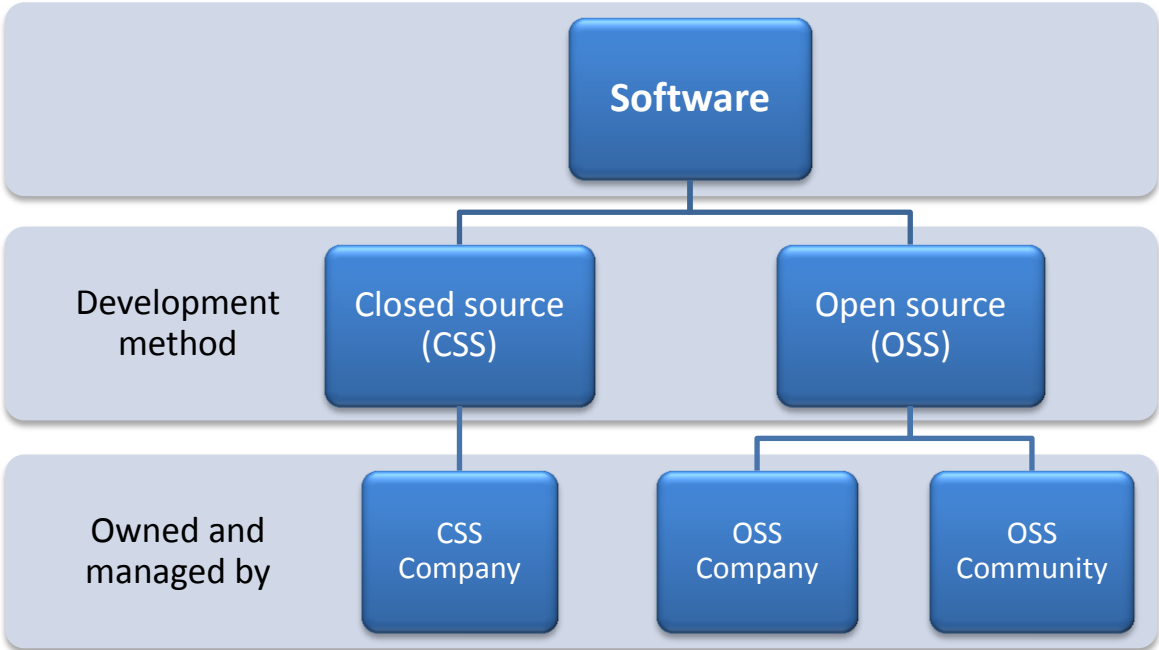 Software
Development
method
Closed source
(CSS)
Open source
(OSS)
Owned and
managed by
CSS
Company
OSS
Company
OSS
Community